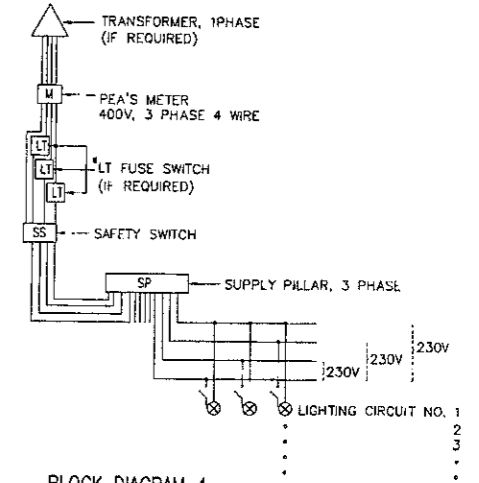 TRANSFORMER, 1PHASE
(IF REQUIRED)
M
PEA'S METER
400V, 3 PHASE 4 WIRE
LT
LT
LT
LT FUSE SWITCH
(IF REQUIRED)
SS
SAFETY SWITCH
SP
SUPPLY PILLAR, 3 PHASE
230V
230V
230V
LIGHTING CIRCUIT NO. 1
2
3
BLOCK DIAGRAM 4